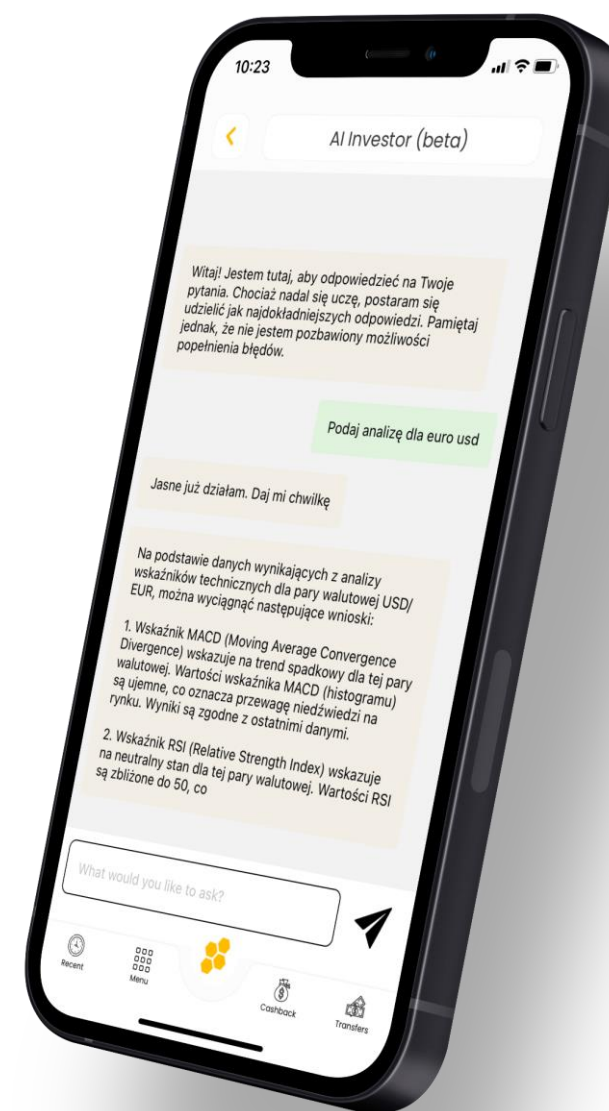 10:23
AI Investor (beta)
Witaj! Jestem tutaj, aby odpowiedzieć na Twoje
pytania. Chociaż nadal się uczę, postaram się
udzielić jak najdokładniejszych odpowiedzi. Pamiętaj
jednak, że nie jestem pozbawiony możliwości
popełnienia błędów.
Podaj analizę dla euro usd
Jasne już działam. Daj mi chwilkę
Na podstawie danych wynikających z analizy
wskaźników technicznych dla pary walutowej USD/
EUR, można wyciągnąć następujące wnioski:
1. Wskaźnik MACD (Moving Average Convergence
Divergence) wskazuje na trend spadkowy dla tej pary
walutowej. Wartości wskaźnika MACD (histogramu)
są ujemne, co oznacza przewagę niedźwiedzi na
rynku. Wyniki są zgodne z ostatnimi danymi.
2. Wskaźnik RSI (Relative Strength Index) wskazuje
na neutralny stan dla tej pary walutowej. Wartości RSI
są zbliżone do 50, co
What would you like to ask?
Recent
Menu
Cashback
Transfers